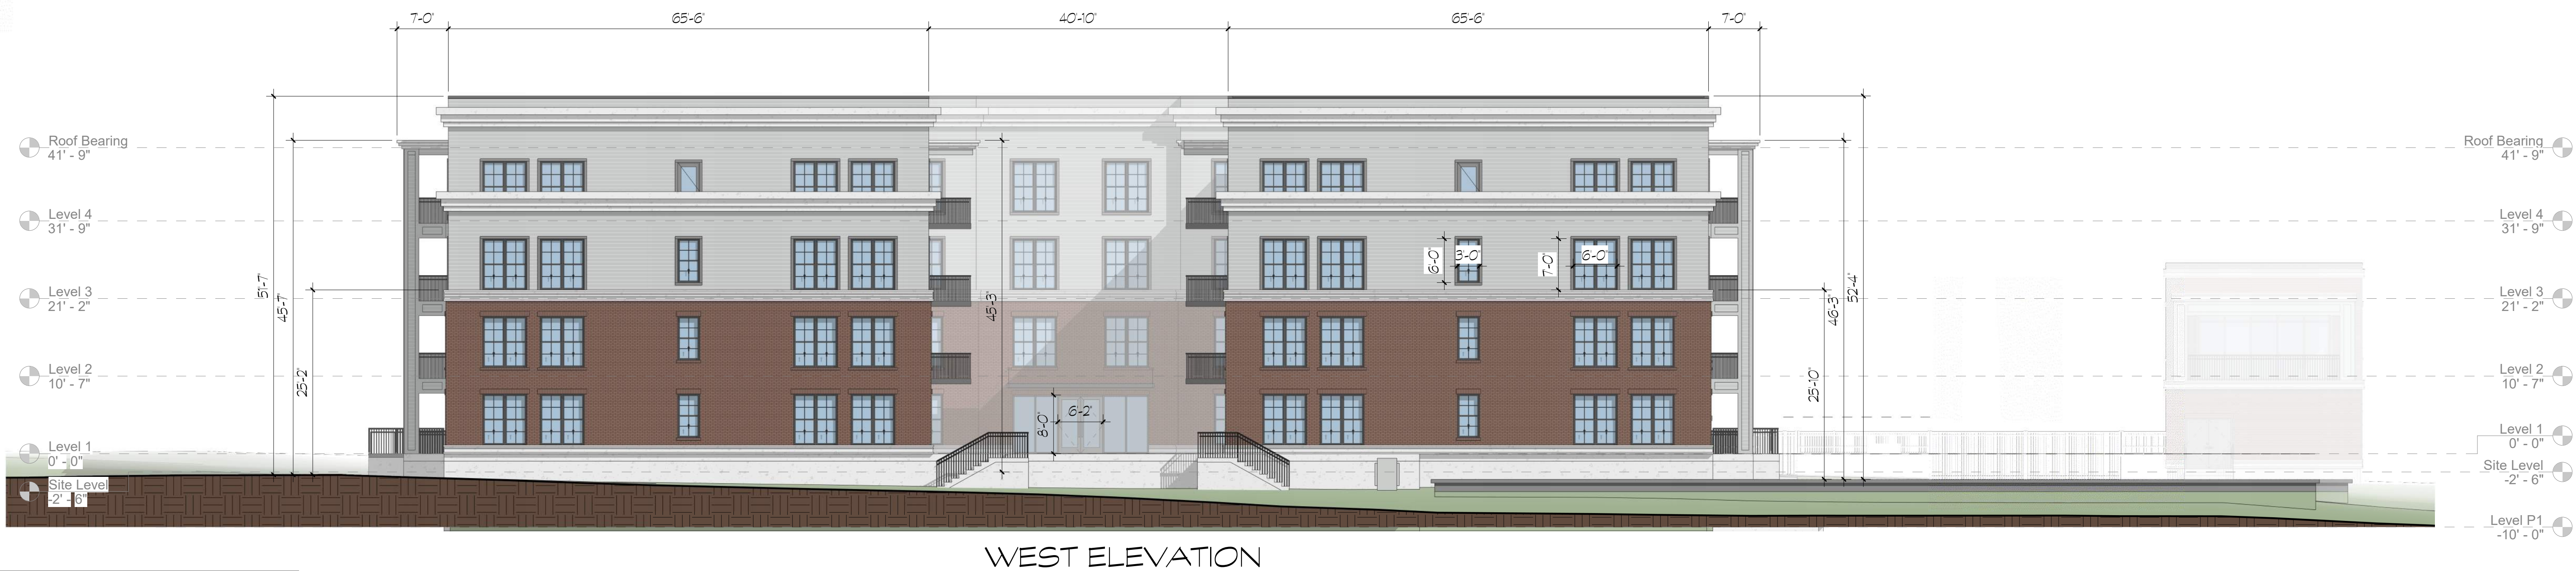 7'-0"
65'-6"
40'-10"
65'-6"
7'-0"
Roof Bearing
41' - 9"
Level 4
31' - 9"
Level 3
21' - 2"
Level 2
10' - 7"
Level 1
0' - 0"
Site Level
-2' - 6"
51'-7"
45'-7"
25'-2"
45'-3"
8'-0"
6'-2"
6'-0"
3'-0"
7'-0"
6'-0"
25'-10"
46'-3"
52'-4"
Roof Bearing
41' - 9"
Level 4
31' - 9"
Level 3
21' - 2"
Level 2
10' - 7"
Level 1
0' - 0"
Site Level
-2' - 6"
Level P1
-10' - 0"
WEST ELEVATION